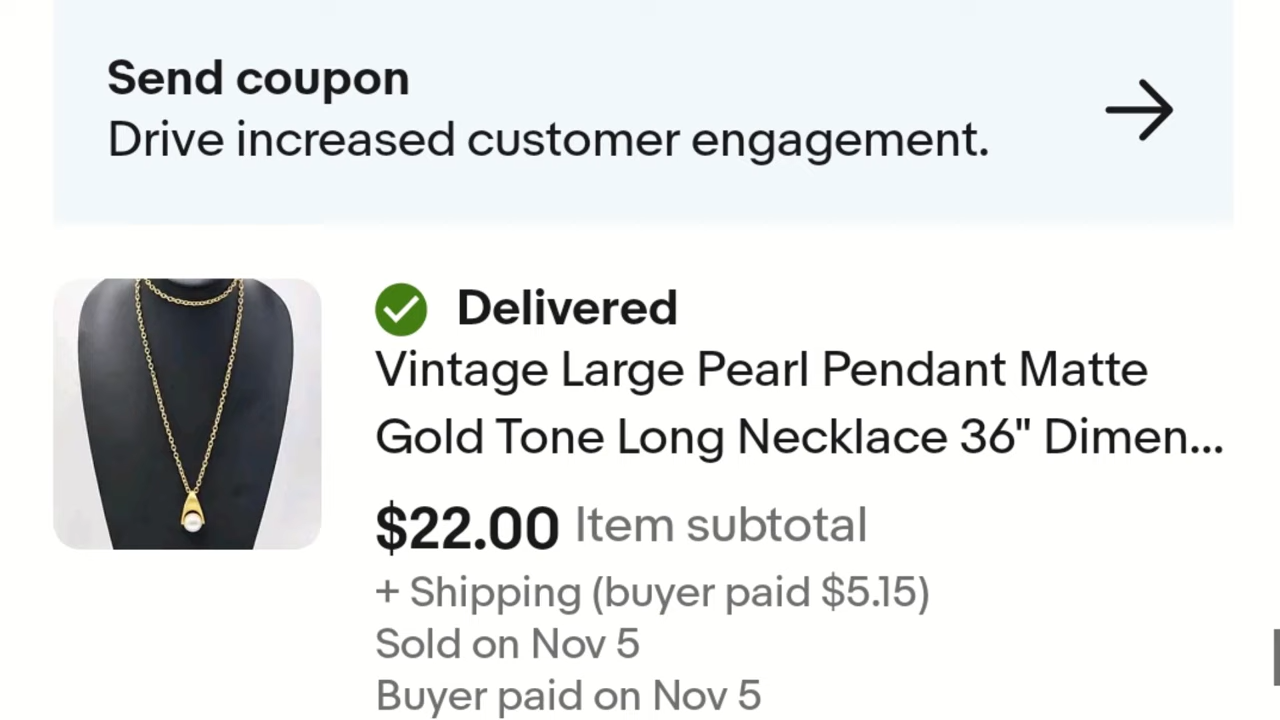 Send coupon
Drive increased customer engagement.
Delivered
Vintage Large Pearl Pendant Matte
Gold Tone Long Necklace 36" Dimen...
$22.00 Item subtotal
+ Shipping (buyer paid $5.15)
Sold on Nov 5
Buyer paid on Nov 5